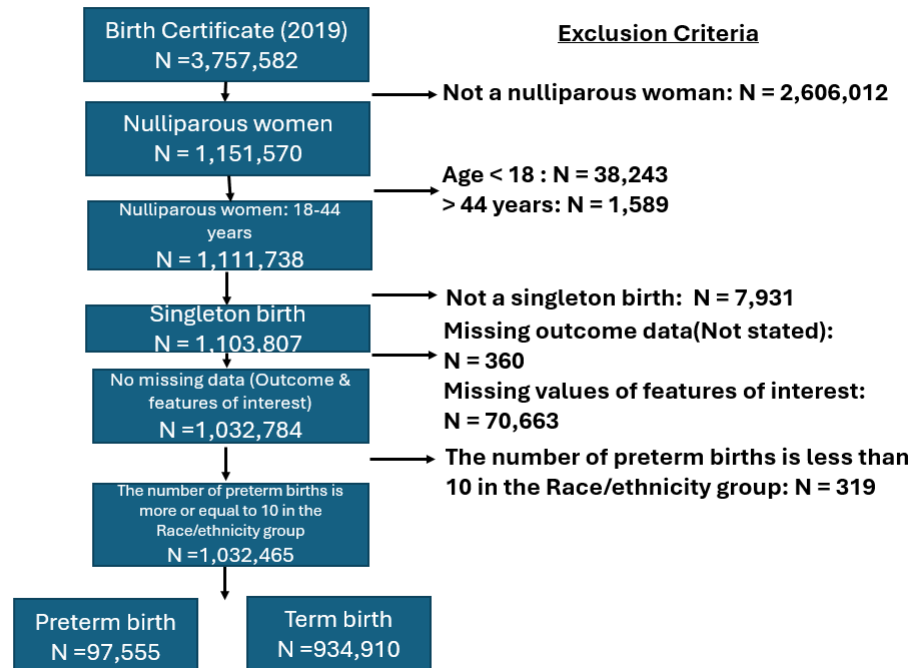 Birth Certificate (2019)
N =3,757,582
Exclusion Criteria
Not a nulliparous woman: N = 2,606,012
Nulliparous women
N = 1,151,570
Age < 18 : N = 38,243
> 44 years: N = 1,589
Nulliparous women: 18-44
years
N = 1,111,738
Not a singleton birth:  N = 7,931
Singleton birth
N = 1,103,807
Missing outcome data(Not stated):
N = 360
Missing values of features of interest:
N = 70,663
No missing data (Outcome &
features of interest)
N =1,032,784
The number of preterm births is less than
10 in the Race/ethnicity group: N = 319
The number of preterm births is
more or equal to 10 in the
Race/ethnicity group
N =1,032,465
Preterm birth
N =97,555
Term birth
N =934,910